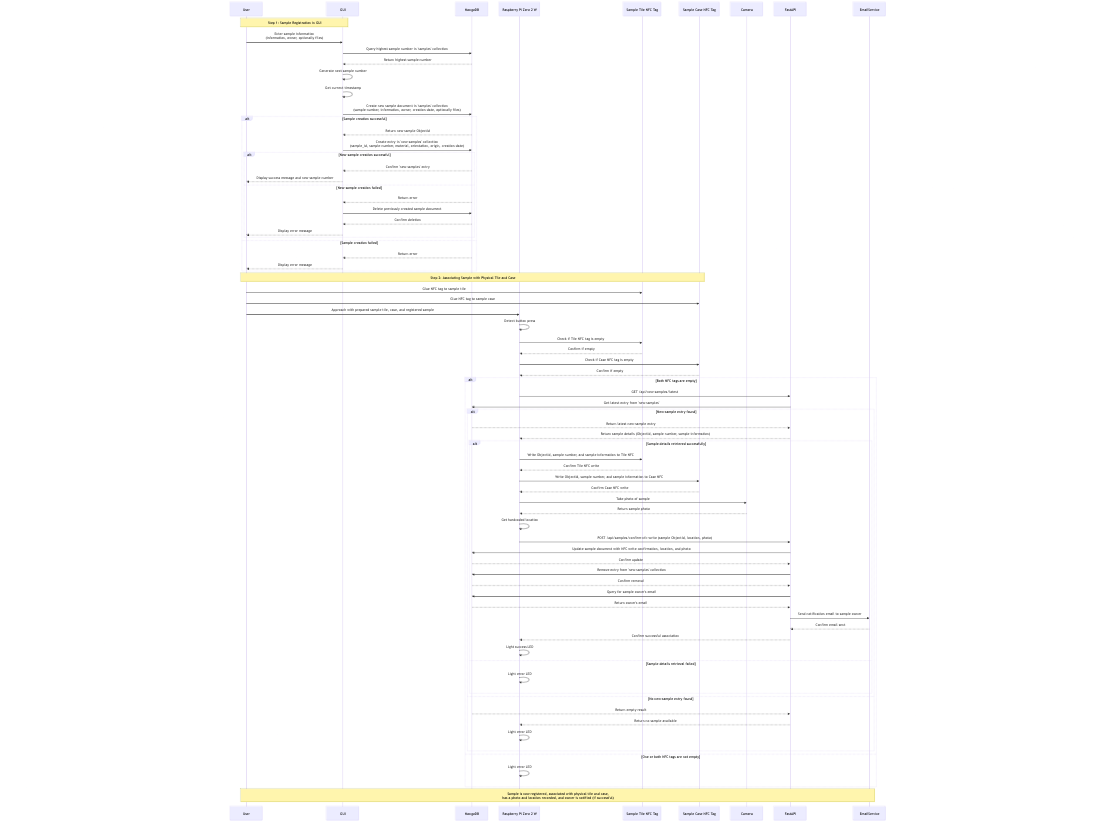 User GUI MongoDB Raspberry Pi Zero 2 W Sample Tile NFC Tag Sample Case NFC Tag Camera FastAPI EmailService
Step 1: Sample Registration in GUI
Enter sample information
(information, owner, optionally files)
Query highest sample number in 'samples' collection
Return highest sample number
Generate new sample number
Get current timestamp
Create new sample document in 'samples' collection
(sample number, information, owner, creation date, optionally files)
alt [Sample creation successful]
Return new sample ObjectId
Create entry in 'new-samples' collection
(sample_id, sample number, material, orientation, origin, creation date)
alt [New sample creation successful]
Confirm 'new-samples' entry
Display success message and new sample number
[New sample creation failed]
Return error
Delete previously created sample document
Confirm deletion
Display error message
[Sample creation failed]
Return error
Display error message
Step 2: Associating Sample with Physical Tile and Case
Glue NFC tag to sample tile
Glue NFC tag to sample case
Approach with prepared sample tile, case, and registered sample
Detect button press
Check if Tile NFC tag is empty
Confirm if empty
Check if Case NFC tag is empty
Confirm if empty
alt [Both NFC tags are empty]
GET /api/new-samples/latest
Get latest entry from 'new-samples'
alt [New sample entry found]
Return latest new sample entry
Return sample details (ObjectId, sample number, sample information)
alt [Sample details retrieved successfully]
Write ObjectId, sample number, and sample information to Tile NFC
Confirm Tile NFC write
Write ObjectId, sample number, and sample information to Case NFC
Confirm Case NFC write
Take photo of sample
Return sample photo
Get hardcoded location
POST /api/samples/confirm-nfc-write (sample ObjectId, location, photo)
Update sample document with NFC write confirmation, location, and photo
Confirm update
Remove entry from 'new-samples' collection
Confirm removal
Query for sample owner's email
Return owner's email
Send notification email to sample owner
Confirm email sent
Confirm successful association
Light success LED
[Sample details retrieval failed]
Light error LED
[No new sample entry found]
Return empty result
Return no sample available
Light error LED
[One or both NFC tags are not empty]
Light error LED
Sample is now registered, associated with physical tile and case,
has a photo and location recorded, and owner is notified (if successful)
User GUI MongoDB Raspberry Pi Zero 2 W Sample Tile NFC Tag Sample Case NFC Tag Camera FastAPI EmailService